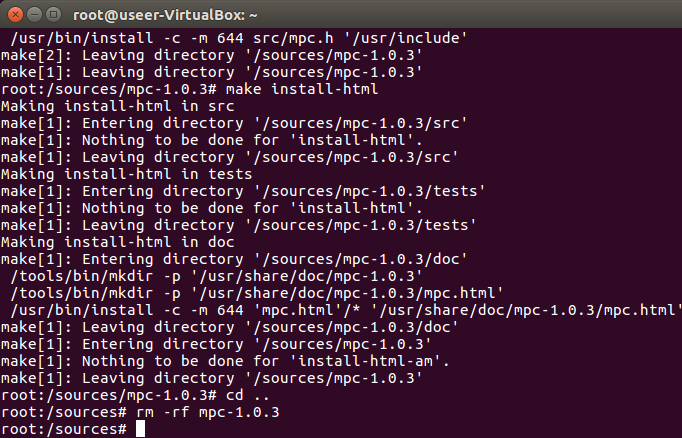 root@useer-VirtualBox: ~
/usr/bin/install -c -m 644 src/mpc.h '/usr/include'
make[2]: Leaving directory '/sources/mpc-1.0.3'
make[1]: Leaving directory '/sources/mpc-1.0.3'
root:/sources/mpc-1.0.3# make install-html
Making install-html in src
make[1]: Entering directory '/sources/mpc-1.0.3/src'
make[1]: Nothing to be done for 'install-html'.
make[1]: Leaving directory '/sources/mpc-1.0.3/src'
Making install-html in tests
make[1]: Entering directory '/sources/mpc-1.0.3/tests'
make[1]: Nothing to be done for 'install-html'.
make[1]: Leaving directory '/sources/mpc-1.0.3/tests'
Making install-html in doc
make[1]: Entering directory '/sources/mpc-1.0.3/doc'
/tools/bin/mkdir -p '/usr/share/doc/mpc-1.0.3'
/tools/bin/mkdir -p '/usr/share/doc/mpc-1.0.3/mpc.html'
/usr/bin/install -c -m 644 'mpc.html'/* '/usr/share/doc/mpc-1.0.3/mpc.html'
make[1]: Leaving directory '/sources/mpc-1.0.3/doc'
make[1]: Entering directory '/sources/mpc-1.0.3'
make[1]: Nothing to be done for 'install-html-am'.
make[1]: Leaving directory '/sources/mpc-1.0.3'
root:/sources/mpc-1.0.3# cd ..
root:/sources# rm -rf mpc-1.0.3
root:/sources#